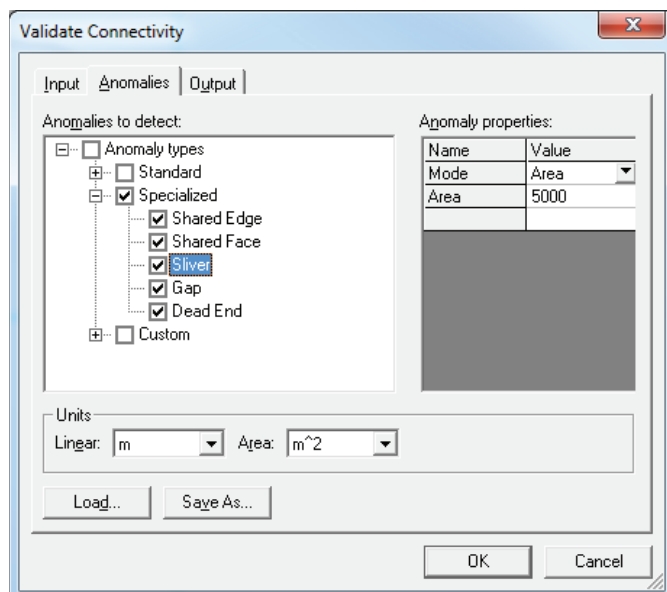 Validate Connectivity
Input Anomalies Output
Anomalies to detect:
Anomaly types
Standard
Specialized
Shared Edge
Shared Face
Sliver
Gap
Dead End
Custom
Anomaly properties:
Name Value
Mode Area
Area 5000
Units
Linear: m Area: m^2
Load... Save As...
OK Cancel